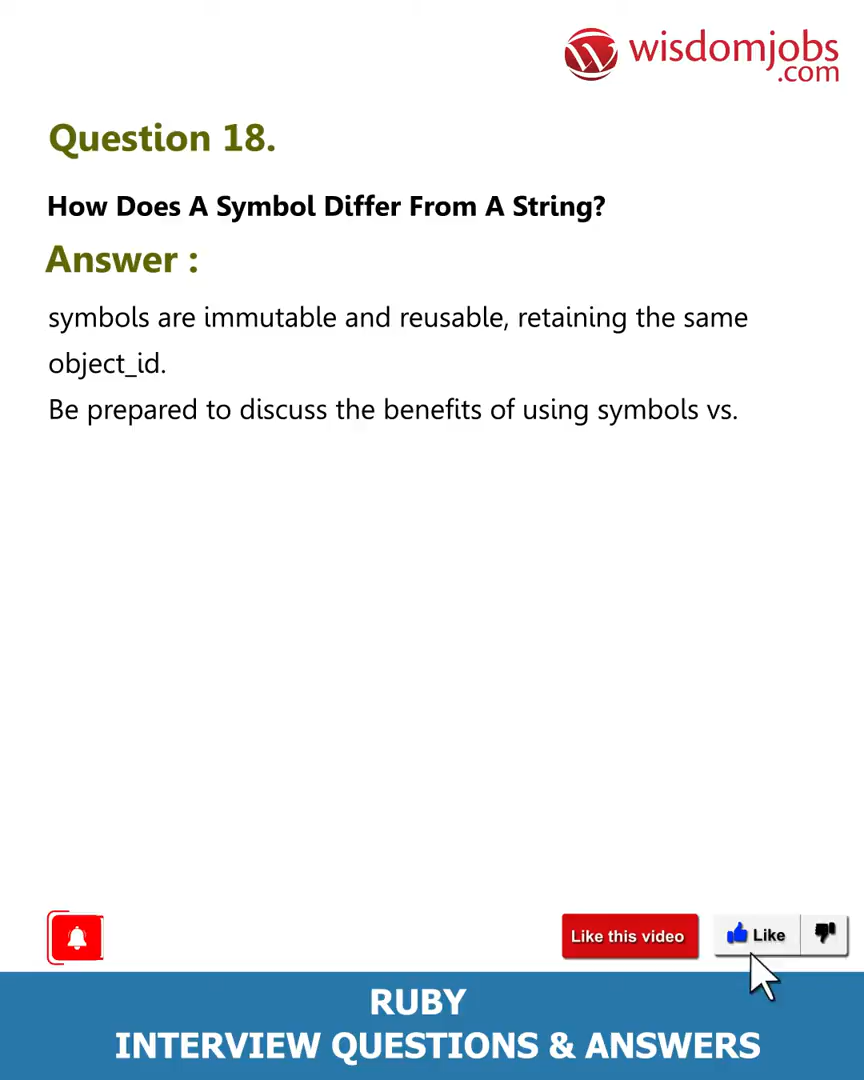 wisdomjobs
.com
Question 18.
How Does A Symbol Differ From A String?
Answer :
symbols are immutable and reusable, retaining the same
object_id.
Be prepared to discuss the benefits of using symbols vs.
Like this video
Like
RUBY
INTERVIEW QUESTIONS & ANSWERS